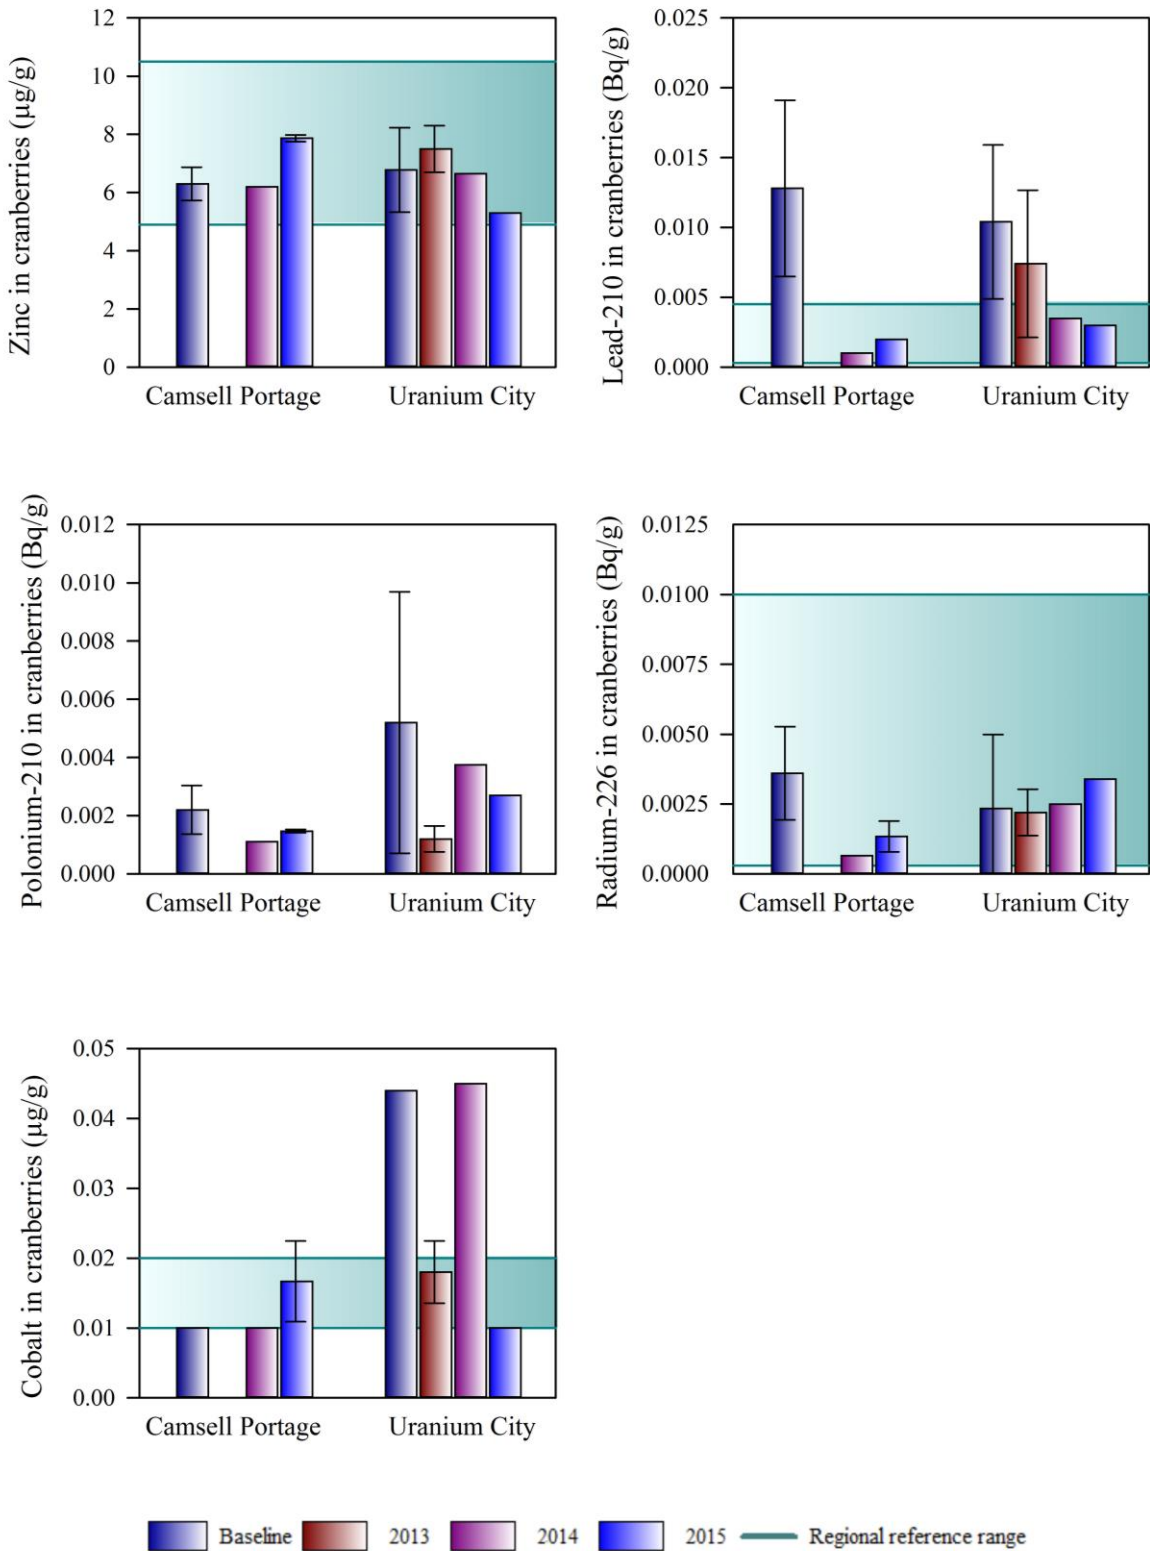 Zinc in cranberries (µg/g)
12
10
8
6
4
2
0
Camsell Portage
Uranium City
Lead-210 in cranberries (Bq/g)
0.025
0.020
0.015
0.010
0.005
0.000
Camsell Portage
Uranium City
Polonium-210 in cranberries (Bq/g)
0.012
0.010
0.008
0.006
0.004
0.002
0.000
Camsell Portage
Uranium City
Radium-226 in cranberries (Bq/g)
0.0125
0.0100
0.0075
0.0050
0.0025
0.0000
Camsell Portage
Uranium City
Cobalt in cranberries (µg/g)
0.05
0.04
0.03
0.02
0.01
0.00
Camsell Portage
Uranium City
Baseline 2013 2014 2015 Regional reference range